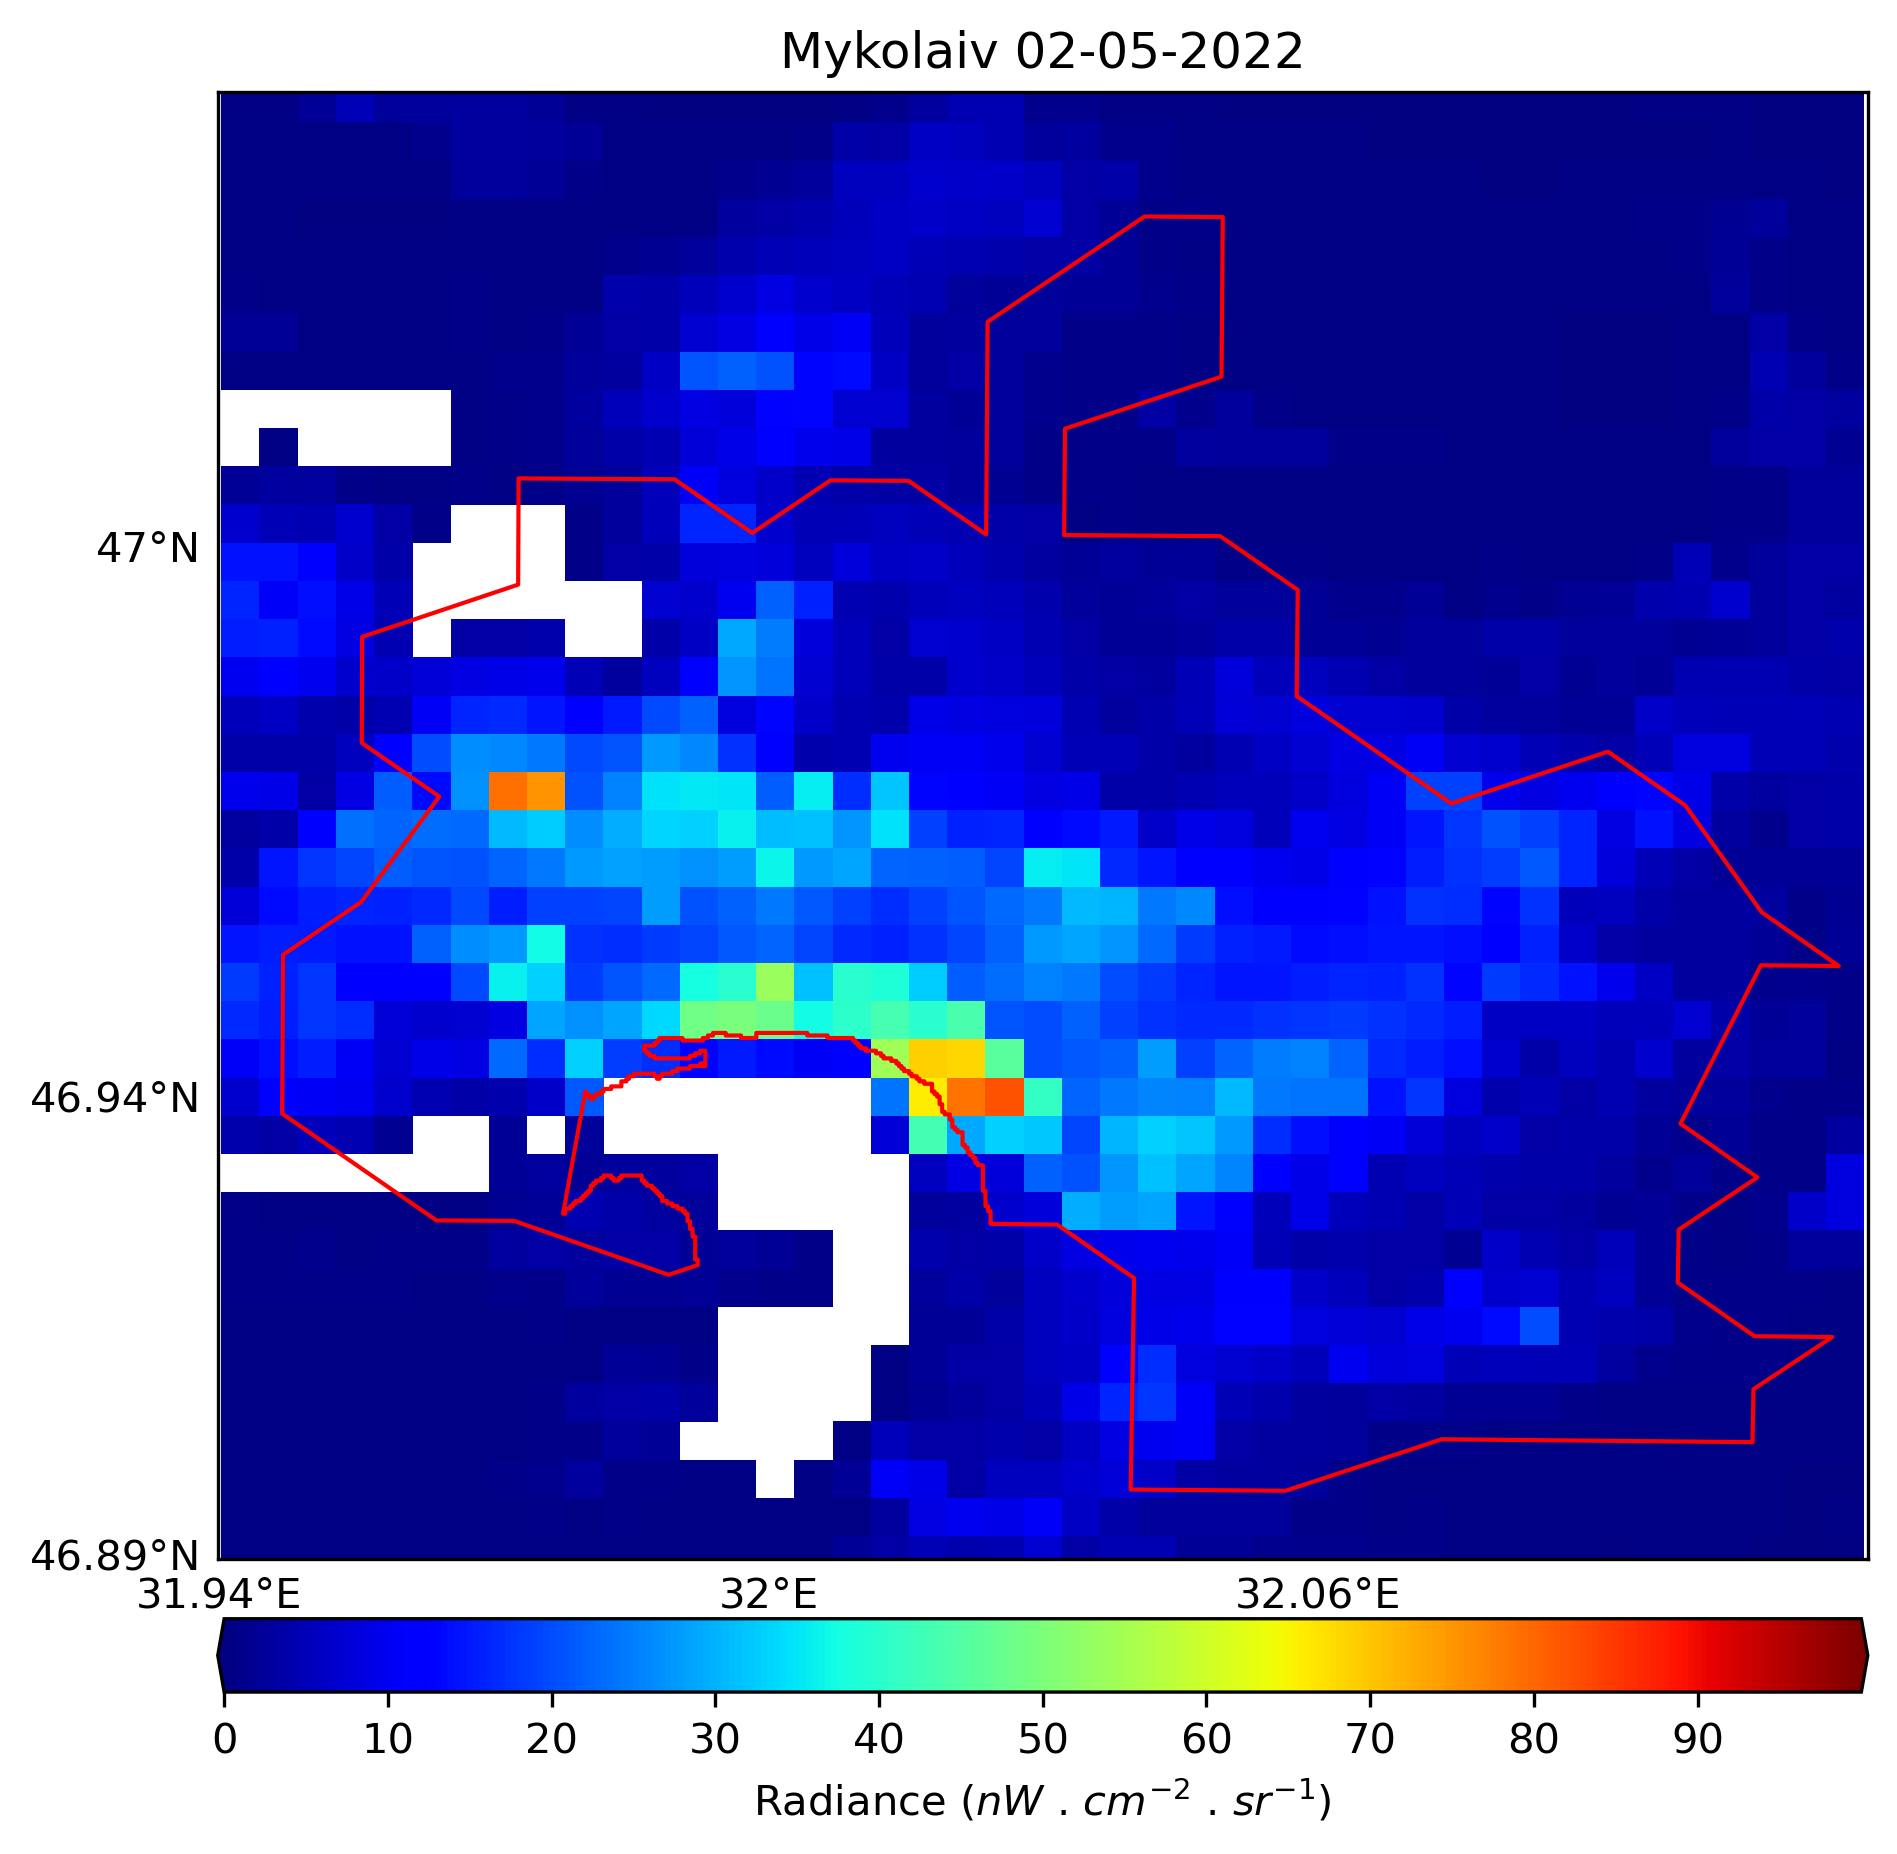 Mykolaiv 02-05-2022
47°N
46.94°N
46.89°N
31.94°E 32°E 32.06°E
0 10 20 30 40 50 60 70 80 90
Radiance (nW . cm⁻² . sr⁻¹)